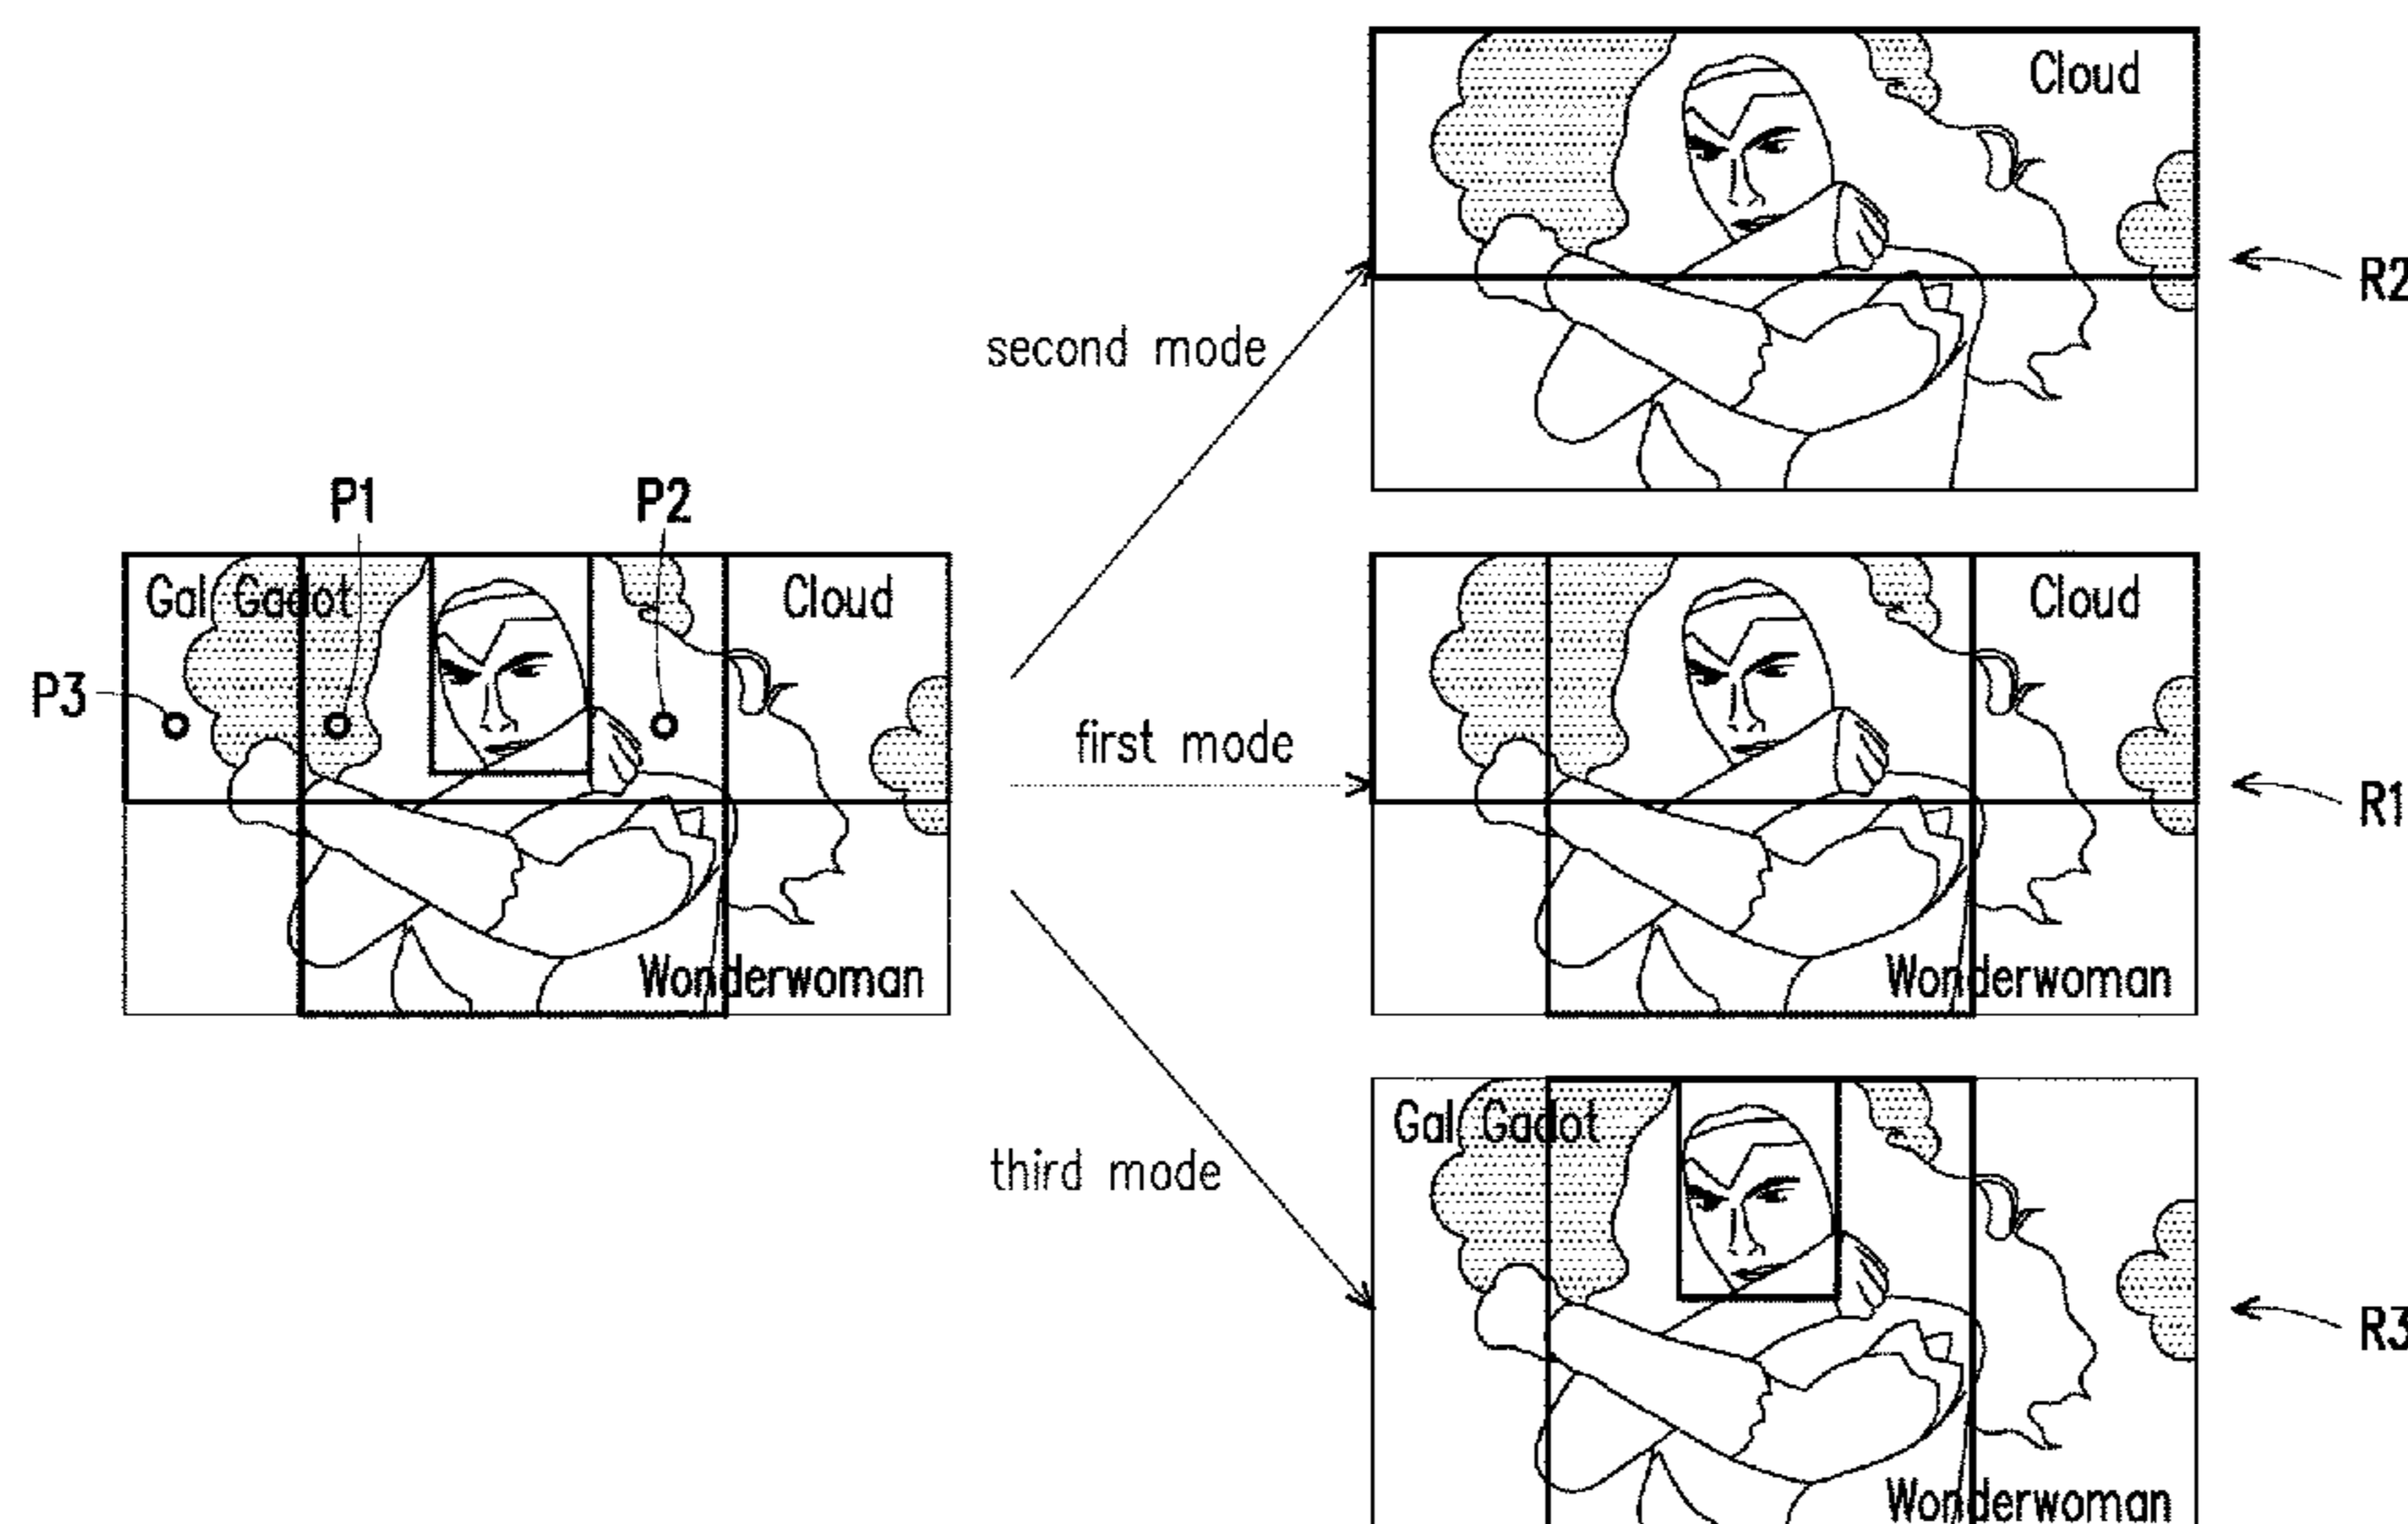 Cloud
R2
second mode
P1
P2
Gal Gadot
Cloud
Cloud
P3
first mode
R1
Wonderwoman
Wonderwoman
Gal Gadot
third mode
R3
Wonderwoman